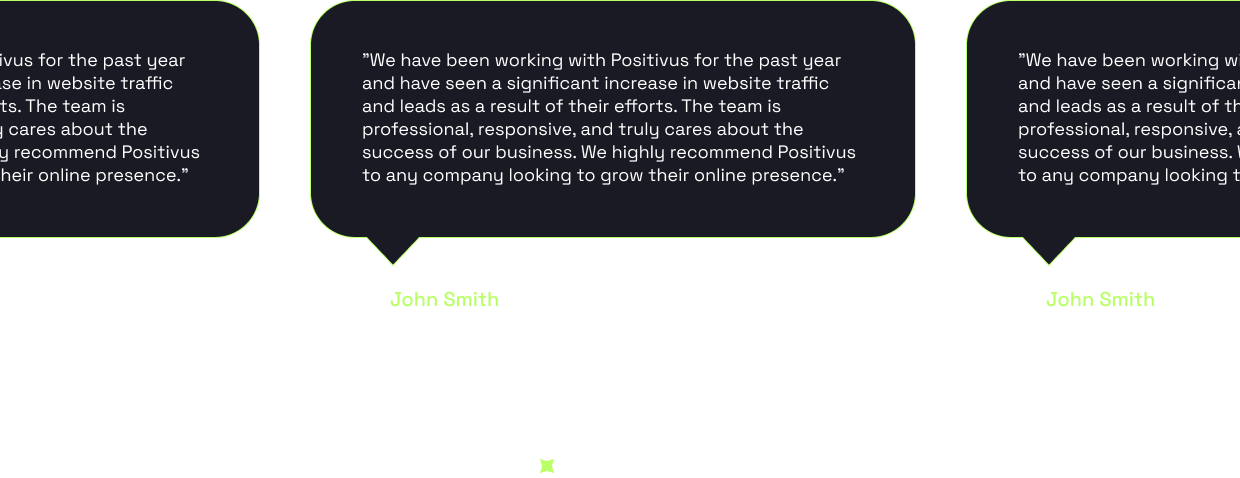 ivus for the past year
ase in website traffic
ts. The team is
y cares about the
y recommend Positivus
heir online presence.”
”We have been working with Positivus for the past year
and have seen a significant increase in website traffic
and leads as a result of their efforts. The team is
professional, responsive, and truly cares about the
success of our business. We highly recommend Positivus
to any company looking to grow their online presence.”
John Smith
”We have been working wi
and have seen a significan
and leads as a result of th
professional, responsive, a
success of our business. W
to any company looking t
John Smith